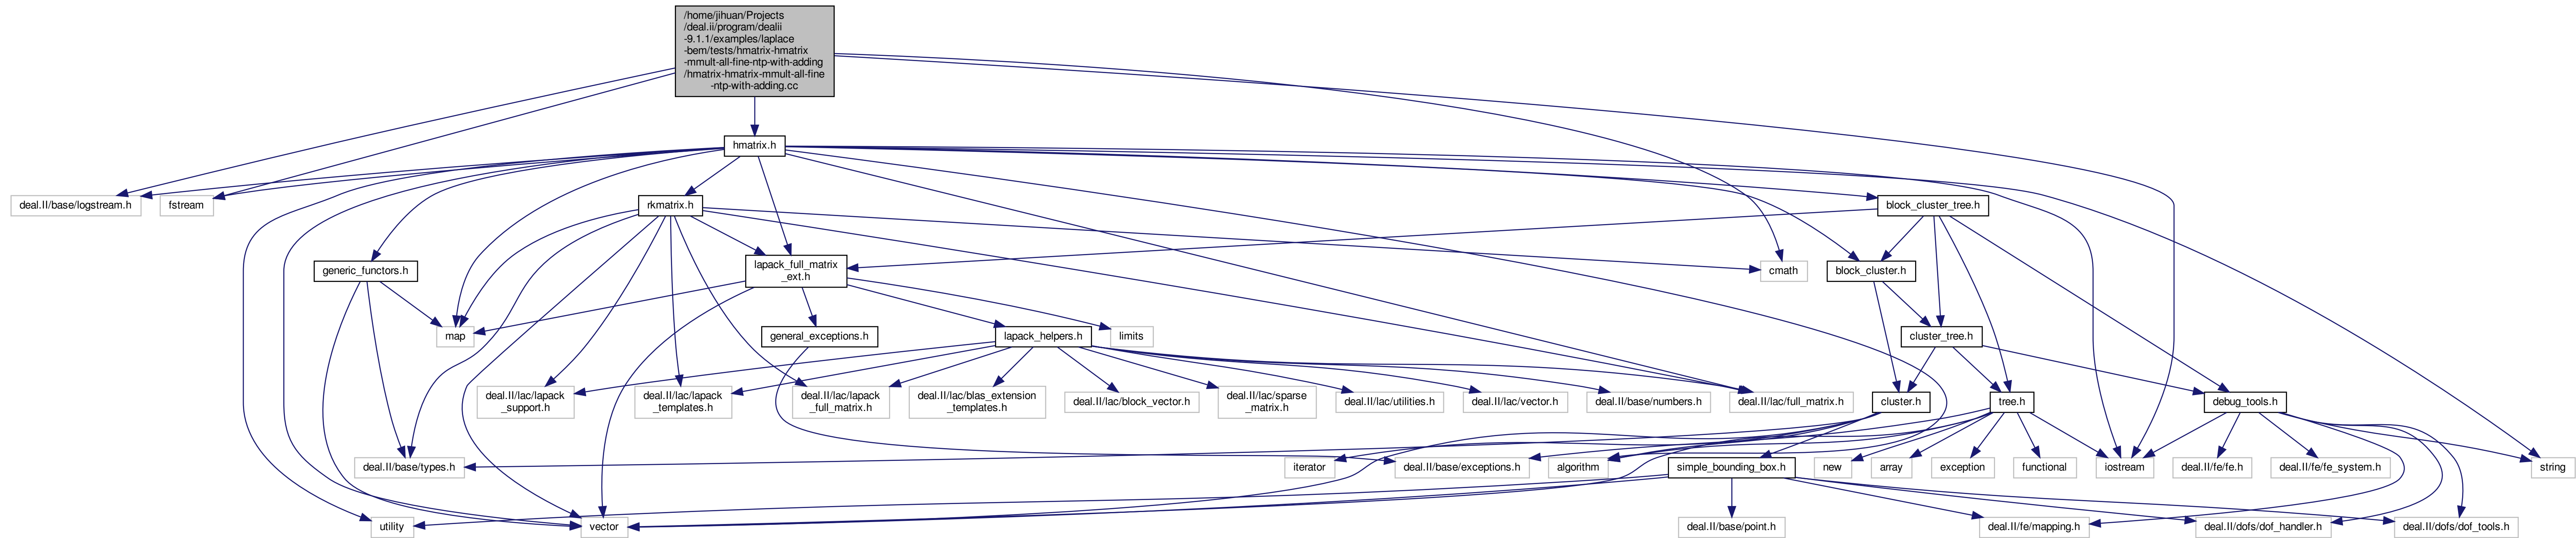 /home/jihuan/Projects
/deal.ii/program/dealii
-9.1.1/examples/laplace
-bem/tests/hmatrix-hmatrix
-mmult-all-fine-ntp-with-adding
/hmatrix-hmatrix-mmult-all-fine
-ntp-with-adding.cc
hmatrix.h
deal.II/base/logstream.h
fstream
rkmatrix.h
block_cluster_tree.h
generic_functors.h
lapack_full_matrix
_ext.h
cmath
block_cluster.h
map
general_exceptions.h
lapack_helpers.h
limits
cluster_tree.h
deal.II/lac/lapack
_support.h
deal.II/lac/lapack
_templates.h
deal.II/lac/lapack
_full_matrix.h
deal.II/lac/blas_extension
_templates.h
deal.II/lac/block_vector.h
deal.II/lac/sparse
_matrix.h
deal.II/lac/utilities.h
deal.II/lac/vector.h
deal.II/base/numbers.h
deal.II/lac/full_matrix.h
cluster.h
tree.h
debug_tools.h
deal.II/base/types.h
iterator
deal.II/base/exceptions.h
algorithm
simple_bounding_box.h
new
array
exception
functional
iostream
deal.II/fe/fe.h
deal.II/fe/fe_system.h
string
utility
vector
deal.II/base/point.h
deal.II/fe/mapping.h
deal.II/dofs/dof_handler.h
deal.II/dofs/dof_tools.h